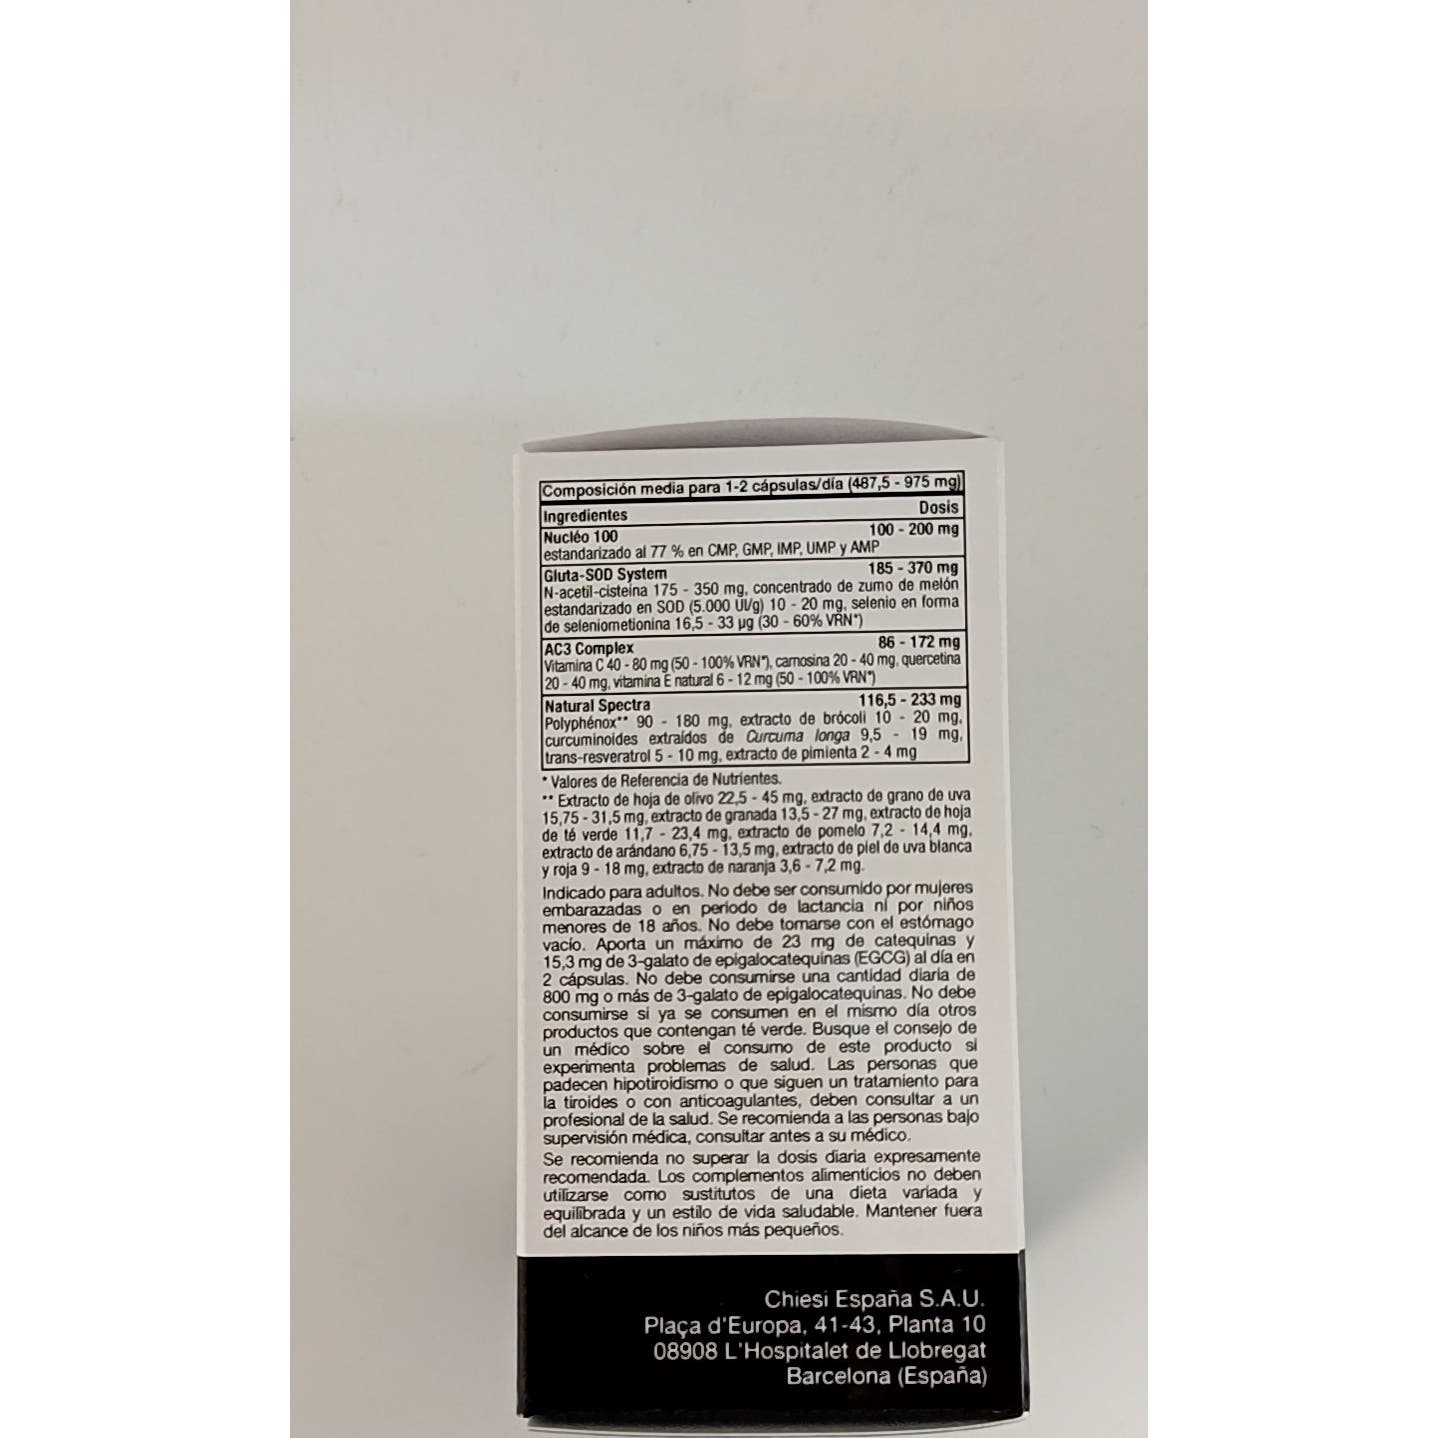 Composición media para 1-2 cápsulas/día (487,5 - 975 mg)
Ingredientes Dosis
Nucléo 100 100 - 200 mg
estandarizado al 77 % en CMP, GMP, IMP, UMP y AMP
Gluta-SOD System 185 - 370 mg
N-acetil-cisteína 175 - 350 mg, concentrado de zumo de melón
estandarizado en SOD (5.000 UI/g) 10 - 20 mg, selenio en forma
de seleniometionina 16,5 - 33 µg (30 - 60% VRN*)
AC3 Complex 86 - 172 mg
Vitamina C 40 - 80 mg (50 - 100% VRN*), carnosina 20 - 40 mg, quercetina
20 - 40 mg, vitamina E natural 6 - 12 mg (50 - 100% VRN*)
Natural Spectra 116,5 - 233 mg
Polyphénox** 90 - 180 mg, extracto de brócoli 10 - 20 mg,
curcuminoides extraídos de Curcuma longa 9,5 - 19 mg,
trans-resveratrol 5 - 10 mg, extracto de pimienta 2 - 4 mg
* Valores de Referencia de Nutrientes.
** Extracto de hoja de olivo 22,5 - 45 mg, extracto de grano de uva
15,75 - 31,5 mg, extracto de granada 13,5 - 27 mg, extracto de hoja
de té verde 11,7 - 23,4 mg, extracto de pomelo 7,2 - 14,4 mg,
extracto de arándano 6,75 - 13,5 mg, extracto de piel de uva blanca
y roja 9 - 18 mg, extracto de naranja 3,6 - 7,2 mg.
Indicado para adultos. No debe ser consumido por mujeres
embarazadas o en periodo de lactancia ni por niños
menores de 18 años. No debe tomarse con el estómago
vacío. Aporta un máximo de 23 mg de catequinas y
15,3 mg de 3-galato de epigalocatequinas (EGCG) al día en
2 cápsulas. No debe consumirse una cantidad diaria de
800 mg o más de 3-galato de epigalocatequinas. No debe
consumirse si ya se consumen en el mismo día otros
productos que contengan té verde. Busque el consejo de
un médico sobre el consumo de este producto si
experimenta problemas de salud. Las personas que
padecen hipotiroidismo o que siguen un tratamiento para
la tiroides o con anticoagulantes, deben consultar a un
profesional de la salud. Se recomienda a las personas bajo
supervisión médica, consultar antes a su médico.
Se recomienda no superar la dosis diaria expresamente
recomendada. Los complementos alimenticios no deben
utilizarse como sustitutos de una dieta variada y
equilibrada y un estilo de vida saludable. Mantener fuera
del alcance de los niños más pequeños.
Chiesi España S.A.U.
Plaça d'Europa, 41-43, Planta 10
08908 L'Hospitalet de Llobregat
Barcelona (España)